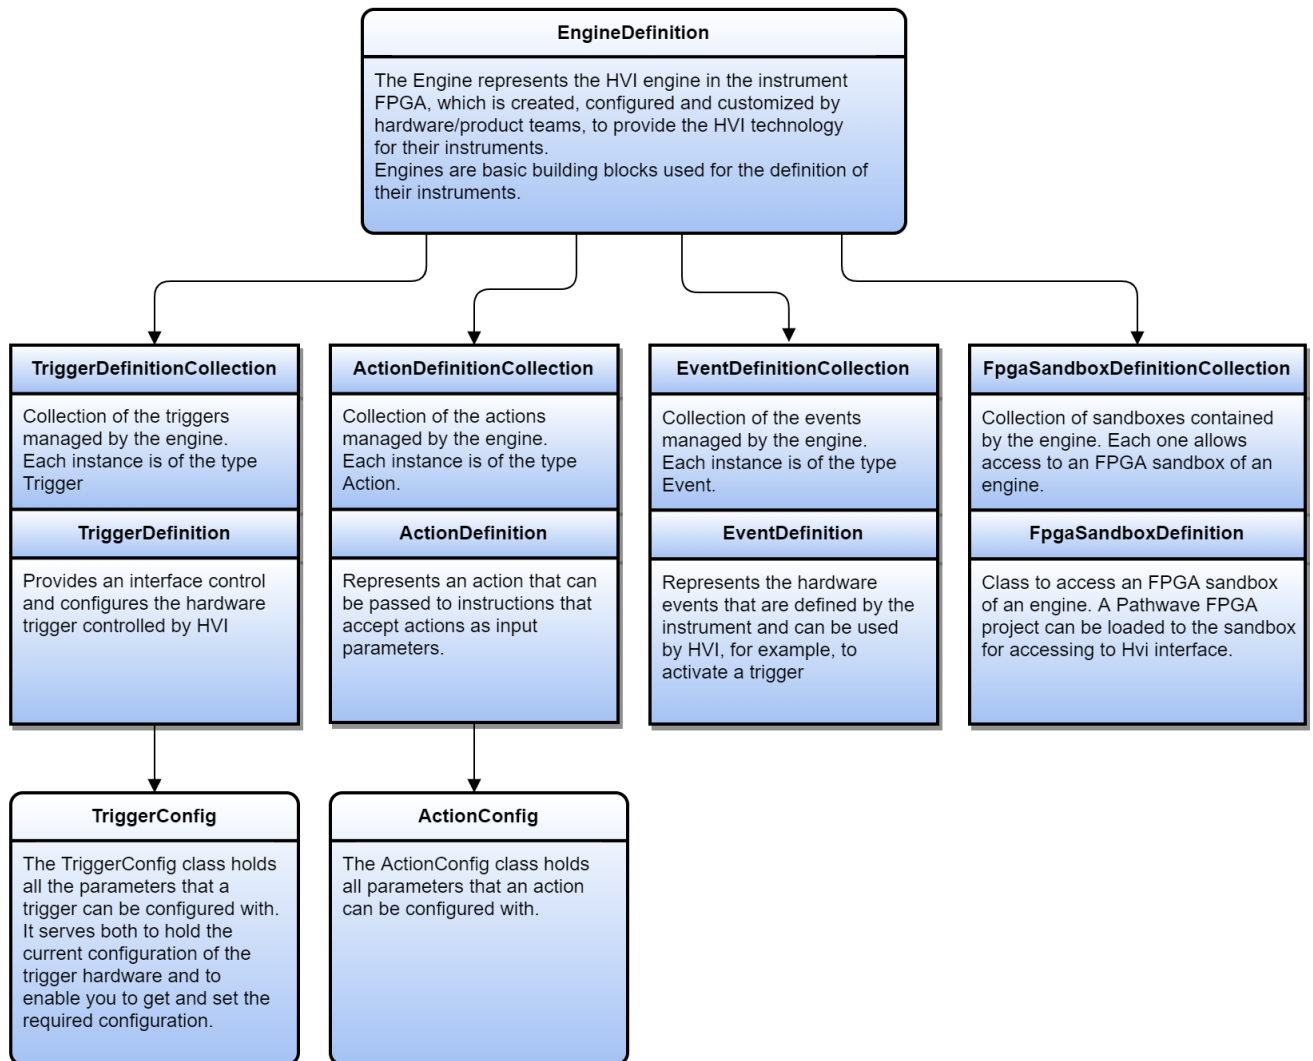 EngineDefinition
The Engine represents the HVI engine in the instrument
FPGA, which is created, configured and customized by
hardware/product teams, to provide the HVI technology
for their instruments.
Engines are basic building blocks used for the definition of
their instruments.
TriggerDefinitionCollection
Collection of the triggers
managed by the engine.
Each instance is of the type
Trigger
TriggerDefinition
Provides an interface control
and configures the hardware
trigger controlled by HVI
ActionDefinitionCollection
Collection of the actions
managed by the engine.
Each instance is of the type
Action.
ActionDefinition
Represents an action that can
be passed to instructions that
accept actions as input
parameters.
EventDefinitionCollection
Collection of the events
managed by the engine.
Each instance is of the type
Event.
EventDefinition
Represents the hardware
events that are defined by the
instrument and can be used
by HVI, for example, to
activate a trigger
FpgaSandboxDefinitionCollection
Collection of sandboxes contained
by the engine. Each one allows
access to an FPGA sandbox of an
engine.
FpgaSandboxDefinition
Class to access an FPGA sandbox
of an engine. A Pathwave FPGA
project can be loaded to the sandbox
for accessing to Hvi interface.
TriggerConfig
The TriggerConfig class holds
all the parameters that a
trigger can be configured with.
It serves both to hold the
current configuration of the
trigger hardware and to
enable you to get and set the
required configuration.
ActionConfig
The ActionConfig class holds
all parameters that an action
can be configured with.